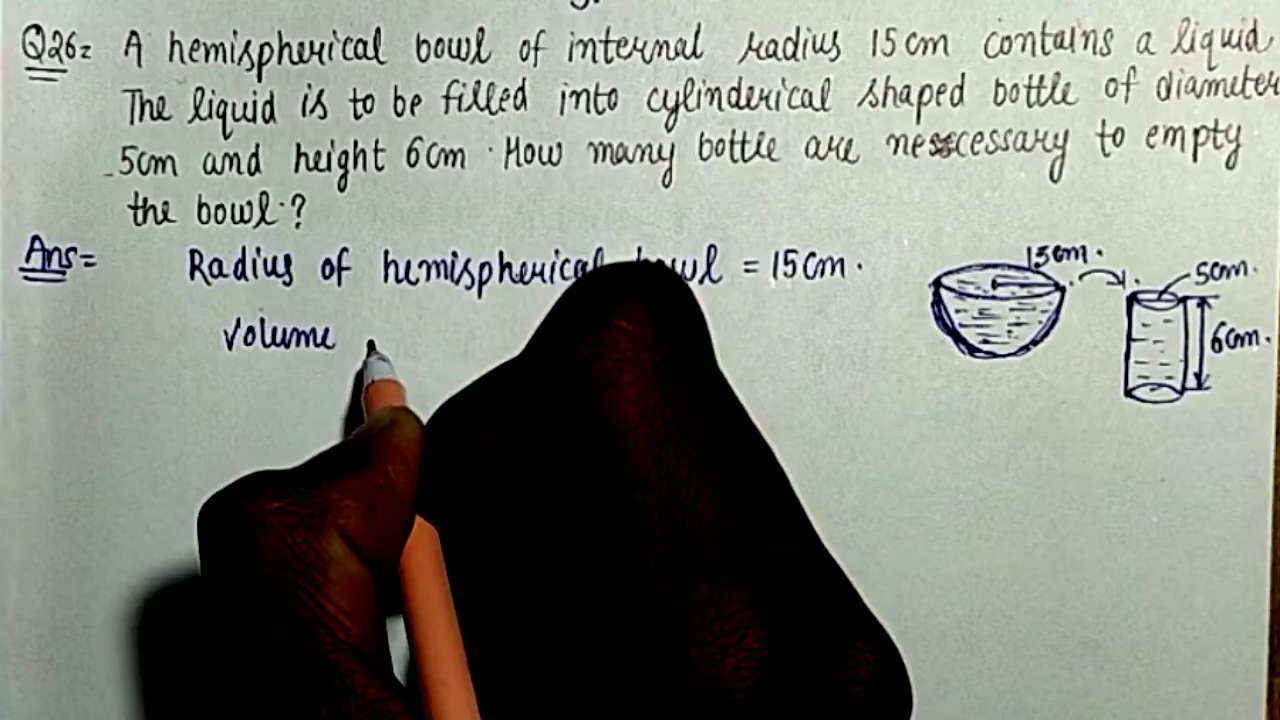 Q26= A hemispherical bowl of internal radius 15cm contains a liquid.
The liquid is to be filled into cylinderical shaped bottle of diameter
5cm and height 6cm. How many bottle are nesscessary to empty
the bowl.?
Ans= Radius of hemispherical bowl = 15cm.
Volume
15cm.
5cm.
6cm.